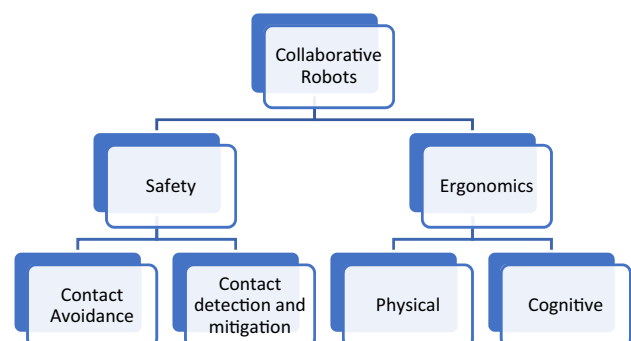 Collaborative
Robots
Safety
Ergonomics
Contact
Avoidance
Contact
detection and
mitigation
Physical
Cognitive